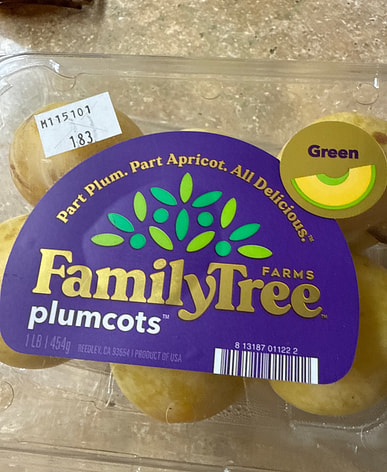 M115101
183
Green
Part Plum. Part Apricot. All Delicious.™
FamilyTree™
FARMS
plumcots™
1 LB | 454g REEDLEY, CA 93654 | PRODUCT OF USA
8 13187 01122 2